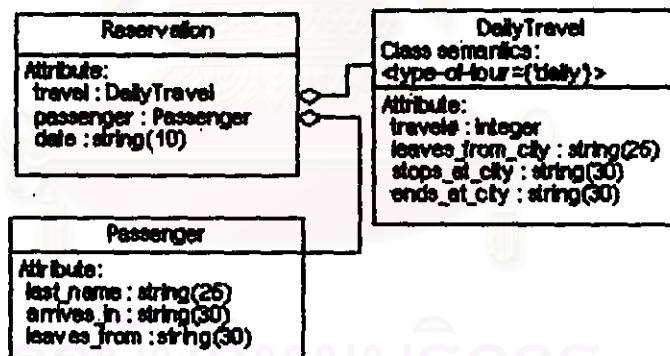 Reservation
Attribute:
travel : DailyTravel
passenger : Passenger
date : string(10)
DailyTravel
Class semantics:
<type-of-tour={'daily'}>
Attribute:
travel# : integer
leaves_from_city : string(25)
stops_at_city : string(30)
ends_at_city : string(30)
Passenger
Attribute:
last_name : string(25)
arrives_in : string(30)
leaves_from : string(30)